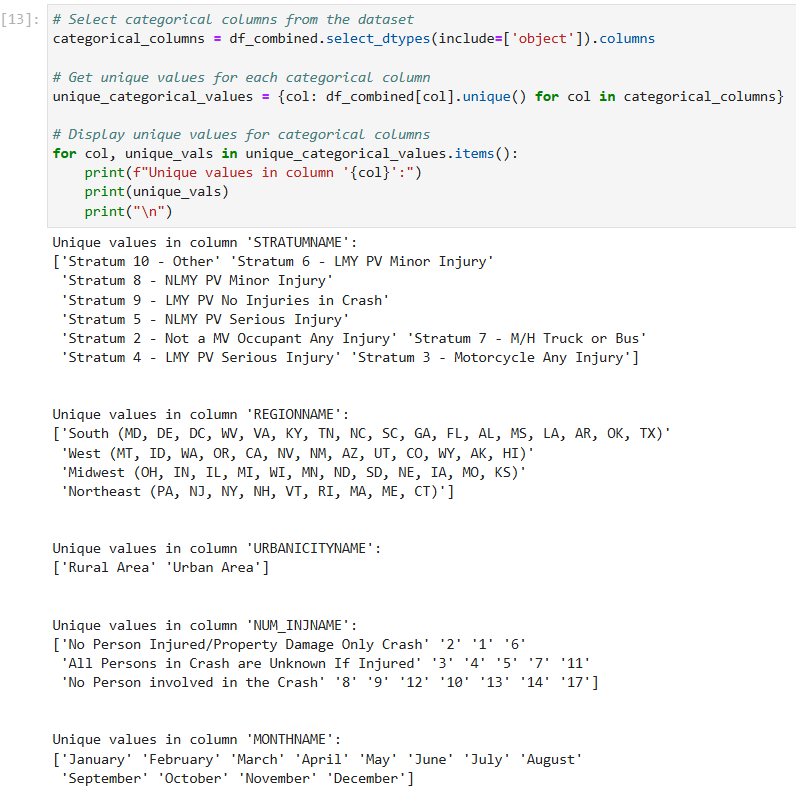 [13]: # Select categorical columns from the dataset
categorical_columns = df_combined.select_dtypes(include=['object']).columns
# Get unique values for each categorical column
unique_categorical_values = {col: df_combined[col].unique() for col in categorical_columns}
# Display unique values for categorical columns
for col, unique_vals in unique_categorical_values.items():
    print(f"Unique values in column '{col}':")
    print(unique_vals)
    print("\n")
Unique values in column 'STRATUMNAME':
['Stratum 10 - Other' 'Stratum 6 - LMY PV Minor Injury'
 'Stratum 8 - NLMY PV Minor Injury'
 'Stratum 9 - LMY PV No Injuries in Crash'
 'Stratum 5 - NLMY PV Serious Injury'
 'Stratum 2 - Not a MV Occupant Any Injury' 'Stratum 7 - M/H Truck or Bus'
 'Stratum 4 - LMY PV Serious Injury' 'Stratum 3 - Motorcycle Any Injury']
Unique values in column 'REGIONNAME':
['South (MD, DE, DC, WV, VA, KY, TN, NC, SC, GA, FL, AL, MS, LA, AR, OK, TX)'
 'West (MT, ID, WA, OR, CA, NV, NM, AZ, UT, CO, WY, AK, HI)'
 'Midwest (OH, IN, IL, MI, WI, MN, ND, SD, NE, IA, MO, KS)'
 'Northeast (PA, NJ, NY, NH, VT, RI, MA, ME, CT)']
Unique values in column 'URBANICITYNAME':
['Rural Area' 'Urban Area']
Unique values in column 'NUM_INJNAME':
['No Person Injured/Property Damage Only Crash' '2' '1' '6'
 'All Persons in Crash are Unknown If Injured' '3' '4' '5' '7' '11'
 'No Person involved in the Crash' '8' '9' '12' '10' '13' '14' '17']
Unique values in column 'MONTHNAME':
['January' 'February' 'March' 'April' 'May' 'June' 'July' 'August'
 'September' 'October' 'November' 'December']